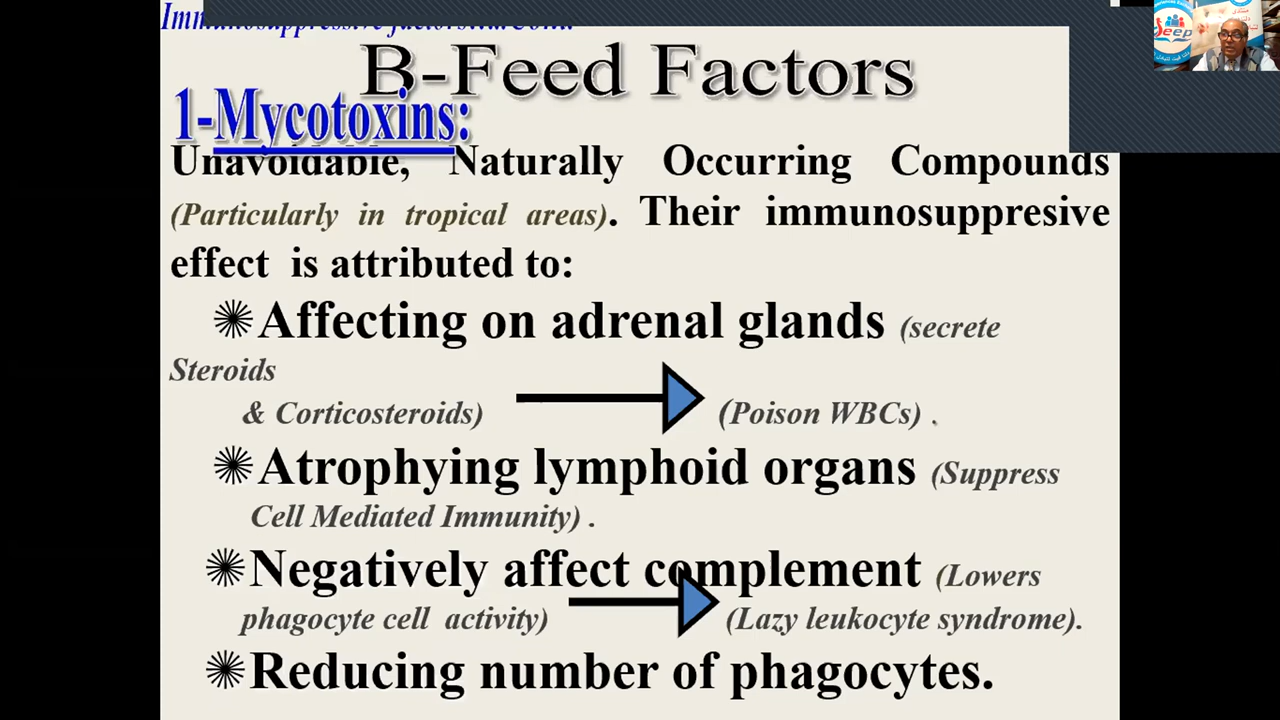 B-Feed Factors
1-Mycotoxins:
Unavoidable, Naturally Occurring Compounds
(Particularly in tropical areas). Their immunosuppresive
effect is attributed to:
Affecting on adrenal glands (secrete
Steroids
& Corticosteroids) (Poison WBCs) .
Atrophying lymphoid organs (Suppress
Cell Mediated Immunity) .
Negatively affect complement (Lowers
phagocyte cell activity) (Lazy leukocyte syndrome).
Reducing number of phagocytes.